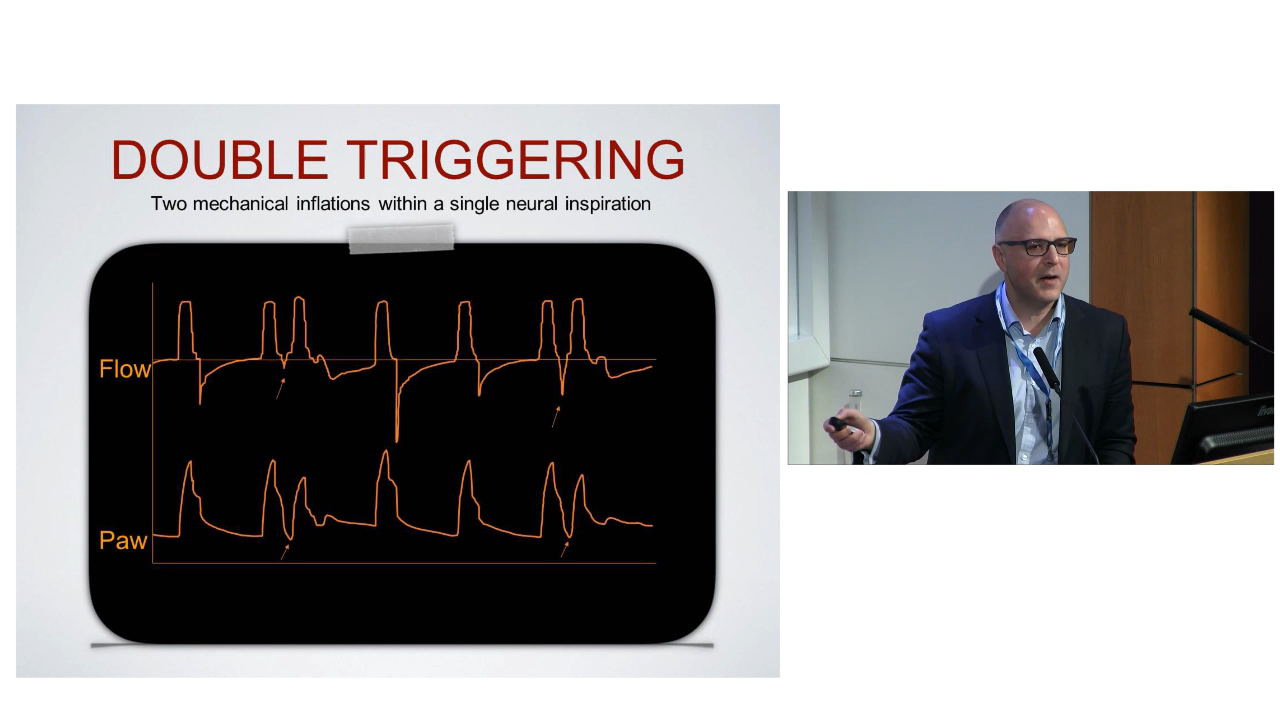 DOUBLE TRIGGERING
Two mechanical inflations within a single neural inspiration
Flow
Paw